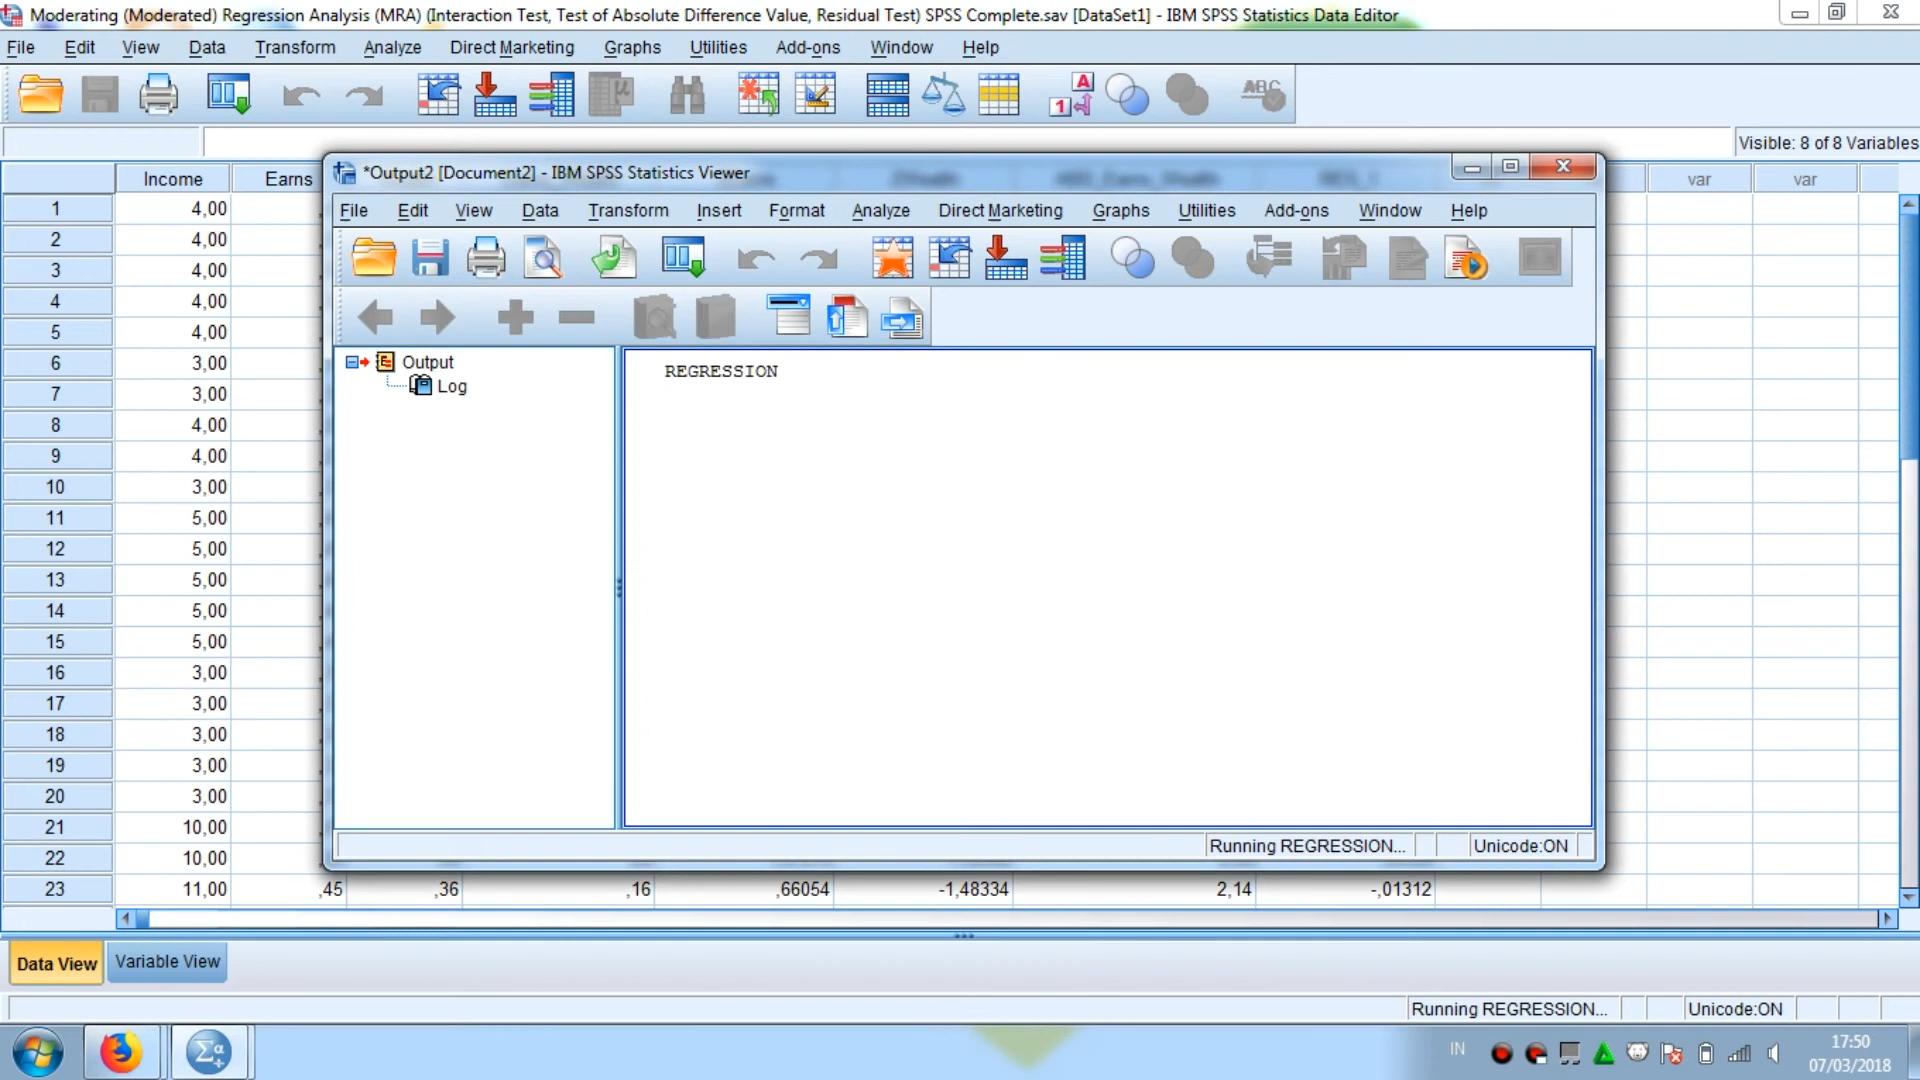 Moderating (Moderated) Regression Analysis (MRA) (Interaction Test, Test of Absolute Difference Value, Residual Test) SPSS Complete.sav [DataSet1] - IBM SPSS Statistics Data Editor
File Edit View Data Transform Analyze Direct Marketing Graphs Utilities Add-ons Window Help
Visible: 8 of 8 Variables
Income Earns var var
*Output2 [Document2] - IBM SPSS Statistics Viewer
File Edit View Data Transform Insert Format Analyze Direct Marketing Graphs Utilities Add-ons Window Help
Output
Log
REGRESSION
Running REGRESSION... Unicode:ON
1 4,00
2 4,00
3 4,00
4 4,00
5 4,00
6 3,00
7 3,00
8 4,00
9 4,00
10 3,00
11 5,00
12 5,00
13 5,00
14 5,00
15 5,00
16 3,00
17 3,00
18 3,00
19 3,00
20 3,00
21 10,00
22 10,00
23 11,00 ,45 ,36 ,16 ,66054 -1,48334 2,14 -,01312
Data View Variable View
Running REGRESSION... Unicode:ON
IN
17:50
07/03/2018